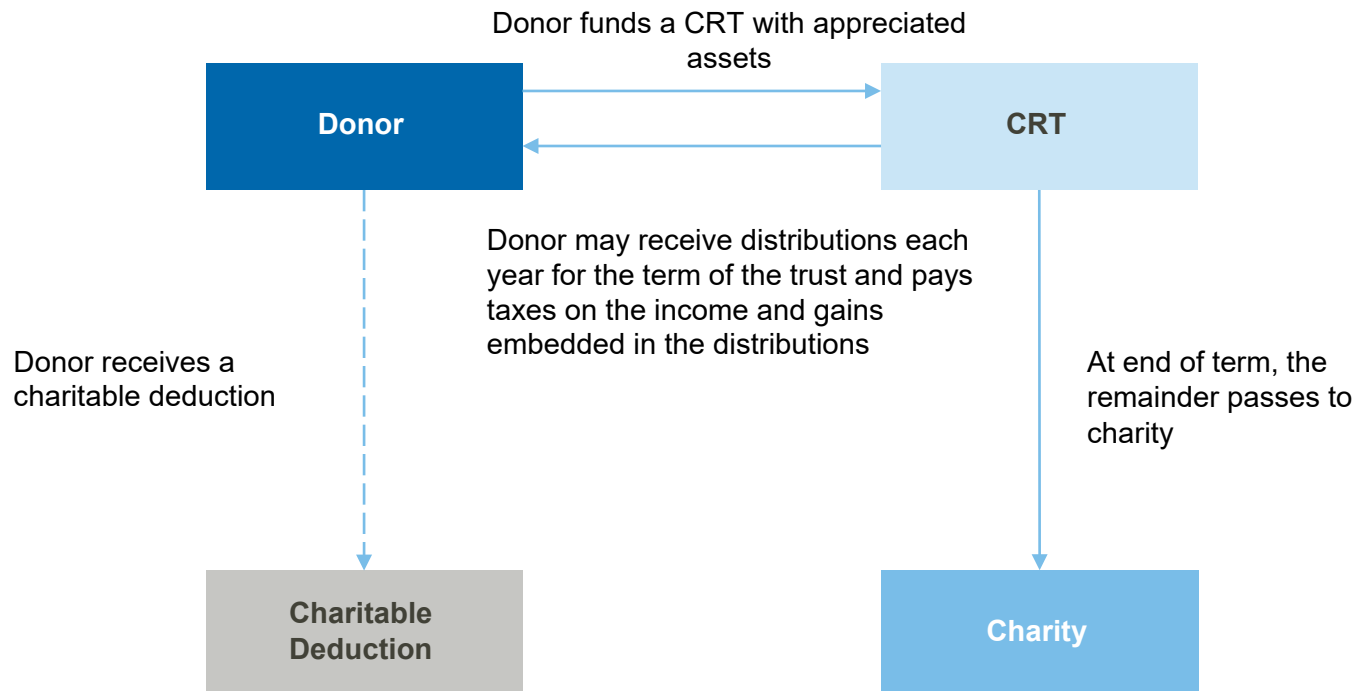 Donor funds a CRT with appreciated
assets
Donor
CRT
Donor may receive distributions each
year for the term of the trust and pays
taxes on the income and gains
embedded in the distributions
Donor receives a
charitable deduction
At end of term, the
remainder passes to
charity
Charitable
Deduction
Charity